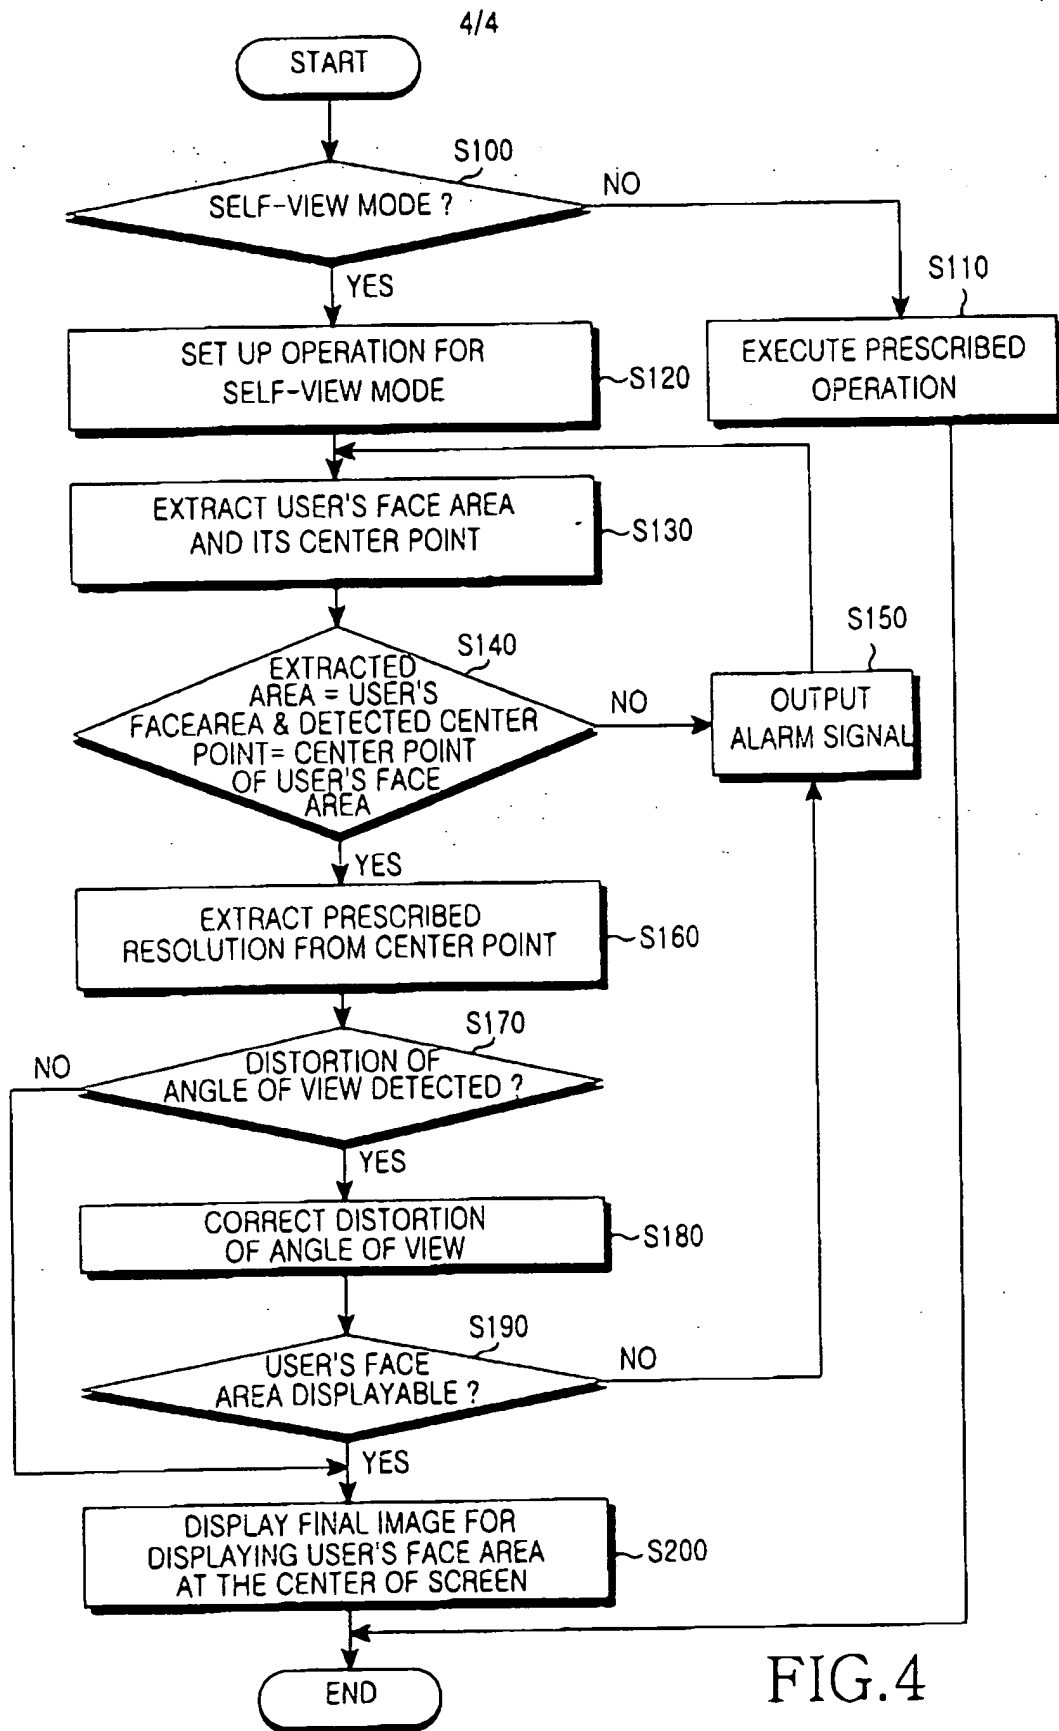 4/4
START
S100
SELF-VIEW MODE ?
NO
YES
S110
EXECUTE PRESCRIBED
OPERATION
SET UP OPERATION FOR
SELF-VIEW MODE
S120
EXTRACT USER'S FACE AREA
AND ITS CENTER POINT
S130
S140
EXTRACTED
AREA = USER'S
FACEAREA & DETECTED CENTER
POINT= CENTER POINT
OF USER'S FACE
AREA
NO
S150
OUTPUT
ALARM SIGNAL
YES
EXTRACT PRESCRIBED
RESOLUTION FROM CENTER POINT
S160
S170
NO
DISTORTION OF
ANGLE OF VIEW DETECTED ?
YES
CORRECT DISTORTION
OF ANGLE OF VIEW
S180
S190
USER'S FACE
AREA DISPLAYABLE ?
NO
YES
DISPLAY FINAL IMAGE FOR
DISPLAYING USER'S FACE AREA
AT THE CENTER OF SCREEN
S200
END
FIG.4